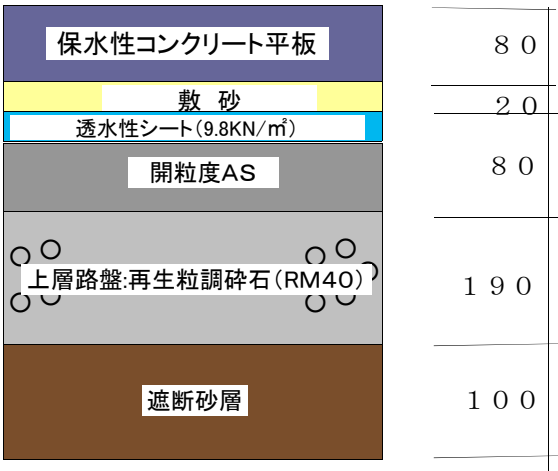 保水性コンクリート平板
80
敷 砂
20
透水性シート(9.8KN/㎡)
開粒度AS
80
上層路盤:再生粒調砕石(RM40)
190
遮断砂層
100